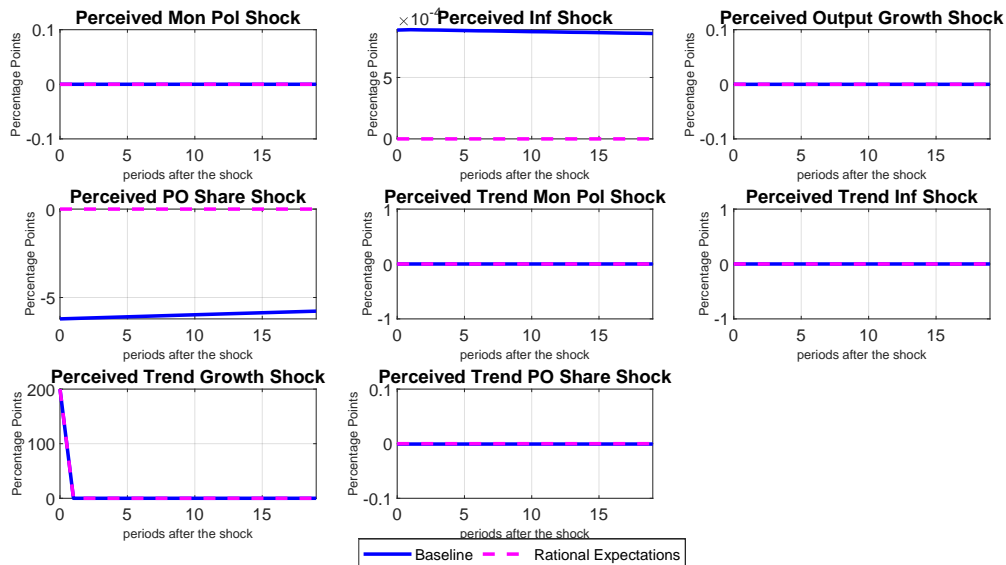 Perceived Mon Pol Shock
0.1
0
-0.1
Percentage Points
0 5 10 15
periods after the shock
Perceived Inf Shock
×10⁻⁴
5
0
Percentage Points
0 5 10 15
periods after the shock
Perceived Output Growth Shock
0.1
0
-0.1
Percentage Points
0 5 10 15
periods after the shock
Perceived PO Share Shock
0
-5
Percentage Points
0 5 10 15
periods after the shock
Perceived Trend Mon Pol Shock
1
0
-1
Percentage Points
0 5 10 15
periods after the shock
Perceived Trend Inf Shock
1
0
-1
Percentage Points
0 5 10 15
periods after the shock
Perceived Trend Growth Shock
200
100
0
Percentage Points
0 5 10 15
periods after the shock
Perceived Trend PO Share Shock
0.1
0
-0.1
Percentage Points
0 5 10 15
periods after the shock
Baseline Rational Expectations